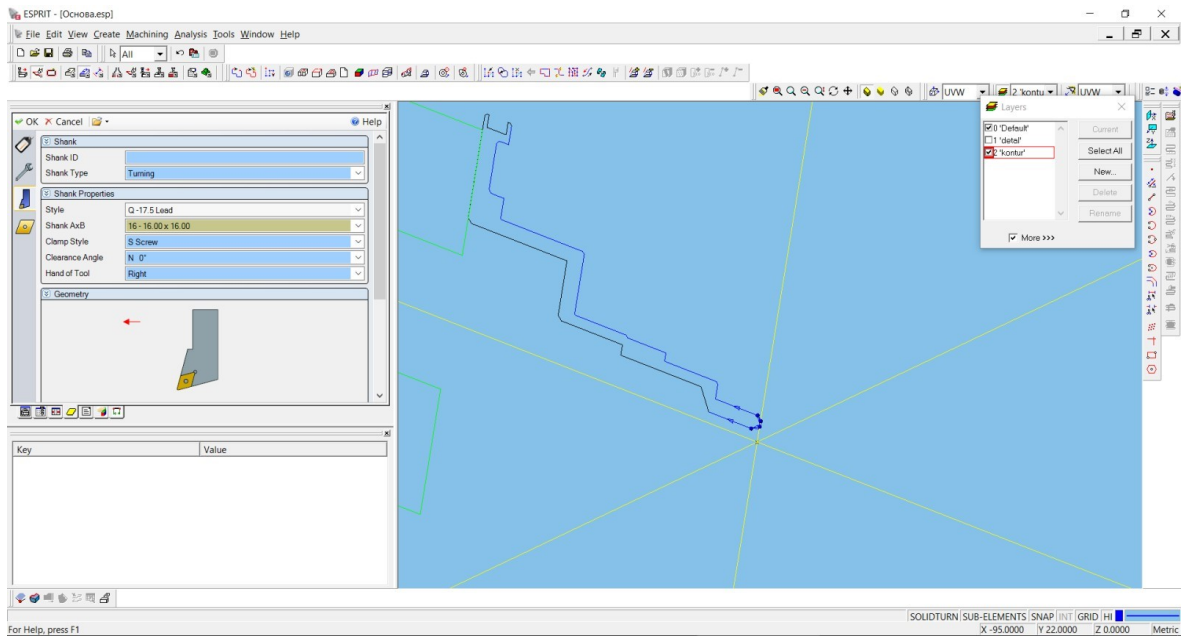 ESPRIT - [Основа.esp]
File Edit View Create Machining Analysis Tools Window Help
All
UVW 2 'kontu UVW
OK Cancel Help
Shank
Shank ID
Shank Type Turning
Shank Properties
Style Q -17.5 Lead
Shank AxB 16 - 16.00 x 16.00
Clamp Style S Screw
Clearance Angle N 0°
Hand of Tool Right
Geometry
Layers
0 'Default' Current
1 'detal'
2 'kontur' Select All
New...
Delete
Rename
More >>>
Key Value
SOLIDTURN SUB-ELEMENTS SNAP INT GRID HI
For Help, press F1 X -95.0000 Y 22.0000 Z 0.0000 Metric